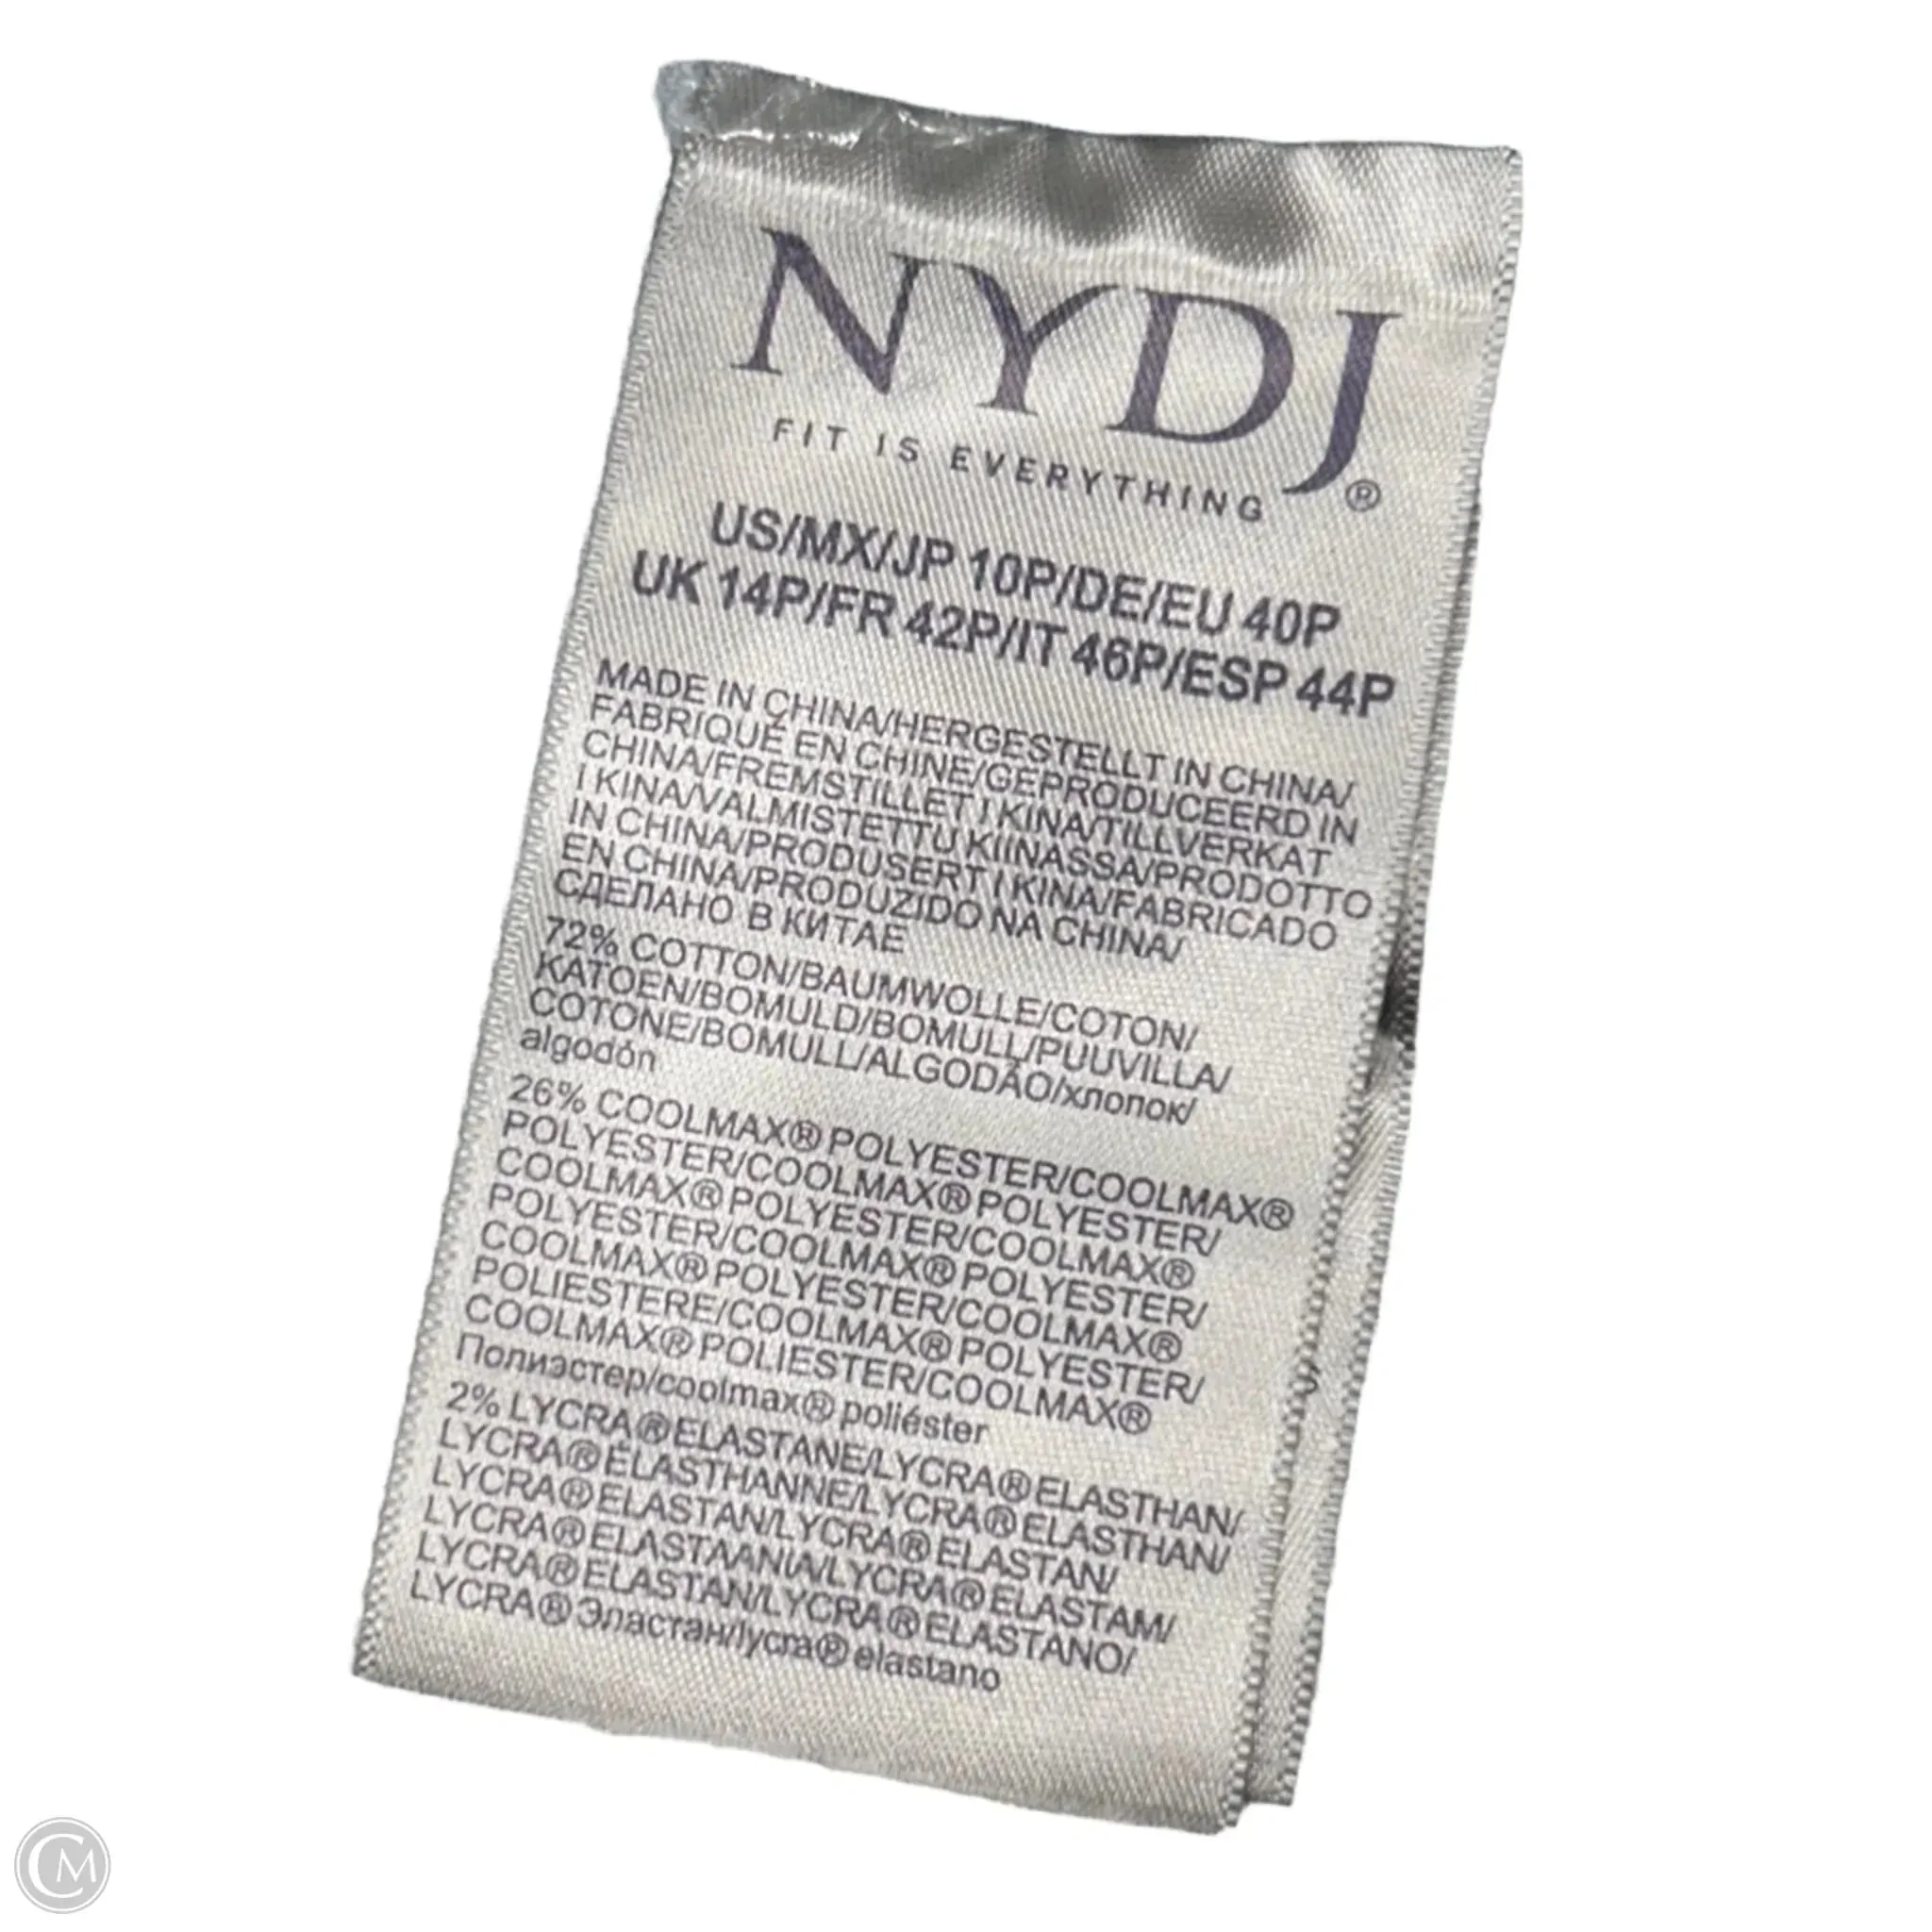 NYDJ®
FIT IS EVERYTHING
US/MX/JP 10P/DE/EU 40P
UK 14P/FR 42P/IT 46P/ESP 44P
MADE IN CHINA/HERGESTELLT IN CHINA/
FABRIQUÉ EN CHINE/GEPRODUCEERD IN
CHINA/FREMSTILLET I KINA/TILLVERKAT
I KINA/VALMISTETTU KIINASSA/PRODOTTO
IN CHINA/PRODUSERT I KINA/FABRICADO
EN CHINA/PRODUZIDO NA CHINA/
СДЕЛАНО В КИТАЕ
72% COTTON/BAUMWOLLE/COTON/
KATOEN/BOMULD/BOMULL/PUUVILLA/
COTONE/BOMULL/ALGODÃO/хлопок/
algodón
26% COOLMAX® POLYESTER/COOLMAX®
POLYESTER/COOLMAX® POLYESTER/
COOLMAX® POLYESTER/COOLMAX®
POLYESTER/COOLMAX® POLYESTER/
COOLMAX® POLYESTER/COOLMAX®
POLIESTERE/COOLMAX® POLYESTER/
COOLMAX® POLIESTER/COOLMAX®
Полиэстер/coolmax® poliéster
2% LYCRA® ELASTANE/LYCRA® ELASTHAN/
LYCRA® ÉLASTHANNE/LYCRA® ELASTHAN/
LYCRA® ELASTAN/LYCRA® ELASTAN/
LYCRA® ELASTAANIA/LYCRA® ELASTAM/
LYCRA® ELASTAN/LYCRA® ELASTANO/
LYCRA® Эластан/lycra® elastano
CM